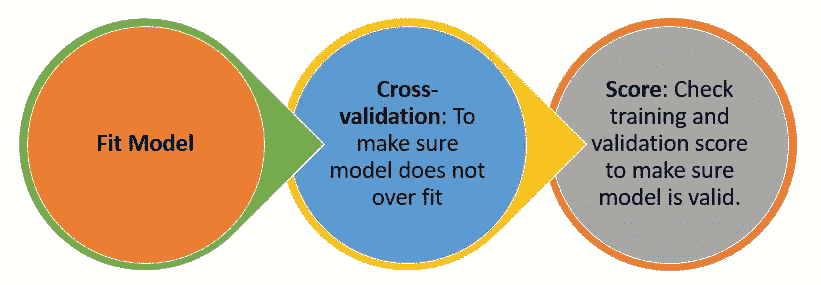 Fit Model
Cross-
validation: To
make sure
model does not
over fit
Score: Check
training and
validation score
to make sure
model is valid.